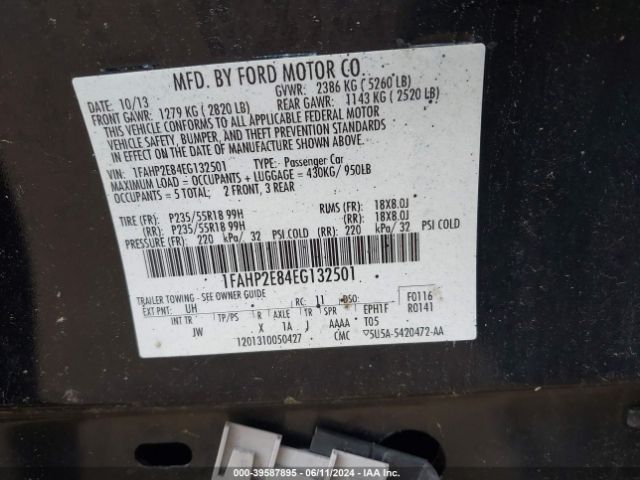 MFD. BY FORD MOTOR CO.
DATE: 10/13 GVWR: 2386 KG ( 5260 LB)
FRONT GAWR: 1279 KG ( 2820 LB) REAR GAWR: 1143 KG ( 2520 LB)
THIS VEHICLE CONFORMS TO ALL APPLICABLE FEDERAL MOTOR
VEHICLE SAFETY, BUMPER, AND THEFT PREVENTION STANDARDS
IN EFFECT ON THE DATE OF MANUFACTURE SHOWN ABOVE.
VIN: 1FAHP2E84EG132501 TYPE: Passenger Car
MAXIMUM LOAD = OCCUPANTS + LUGGAGE = 430KG/ 950LB
OCCUPANTS = 5 TOTAL; 2 FRONT, 3 REAR
TIRE (FR): P235/55R18 99H RIMS (FR): 18X8.0J
(RR): P235/55R18 99H (RR): 18X8.0J
PRESSURE (FR): 220 kPa/ 32 PSI COLD (RR): 220 kPa/ 32 PSI COLD
1FAHP2E84EG132501
TRAILER TOWING - SEE OWNER GUIDE
EXT PNT: UH RC: 11 DSO: F0116
INT TR TP/PS R AXLE TR SPR EPH1F R0141
JW X 1A J AAAA T05
1201310050427 CMC 5U5A-5420472-AA
000-39587895 - 06/11/2024 - IAA Inc.